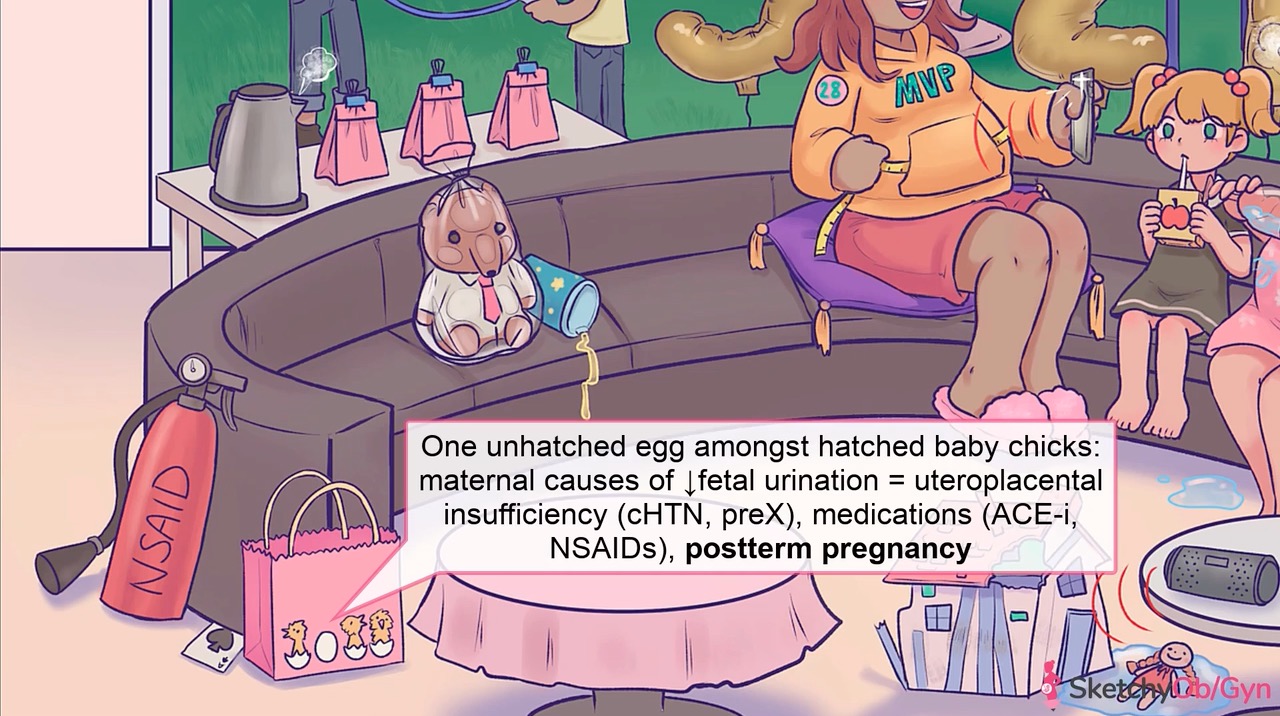 28
MVP
NSAID
One unhatched egg amongst hatched baby chicks:
maternal causes of ↓fetal urination = uteroplacental
insufficiency (cHTN, preX), medications (ACE-i,
NSAIDs), postterm pregnancy
SketchyOb/Gyn